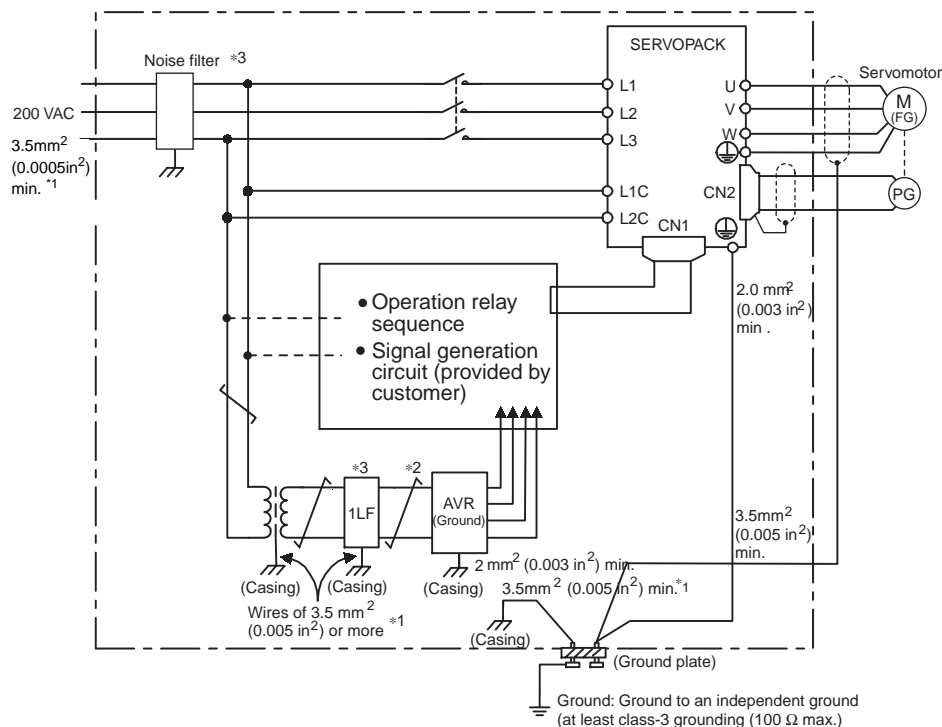 SERVOPACK
Noise filter *3
Servomotor
200 VAC
3.5mm²
(0.0005in²)
min. *1
L1
L2
L3
L1C
L2C
U
V
W
M
(FG)
CN2
PG
CN1
2.0 mm²
(0.003 in²)
min .
• Operation relay
sequence
• Signal generation
circuit (provided by
customer)
*3
*2
1LF
AVR
(Ground)
3.5mm²
(0.005 in²)
min.
(Casing)
(Casing)
(Casing)
2 mm² (0.003 in²) min.
3.5mm² (0.005 in²) min.*1
Wires of 3.5 mm²
(0.005 in²) or more *1
(Casing)
(Ground plate)
Ground: Ground to an independent ground
(at least class-3 grounding (100 Ω max.)